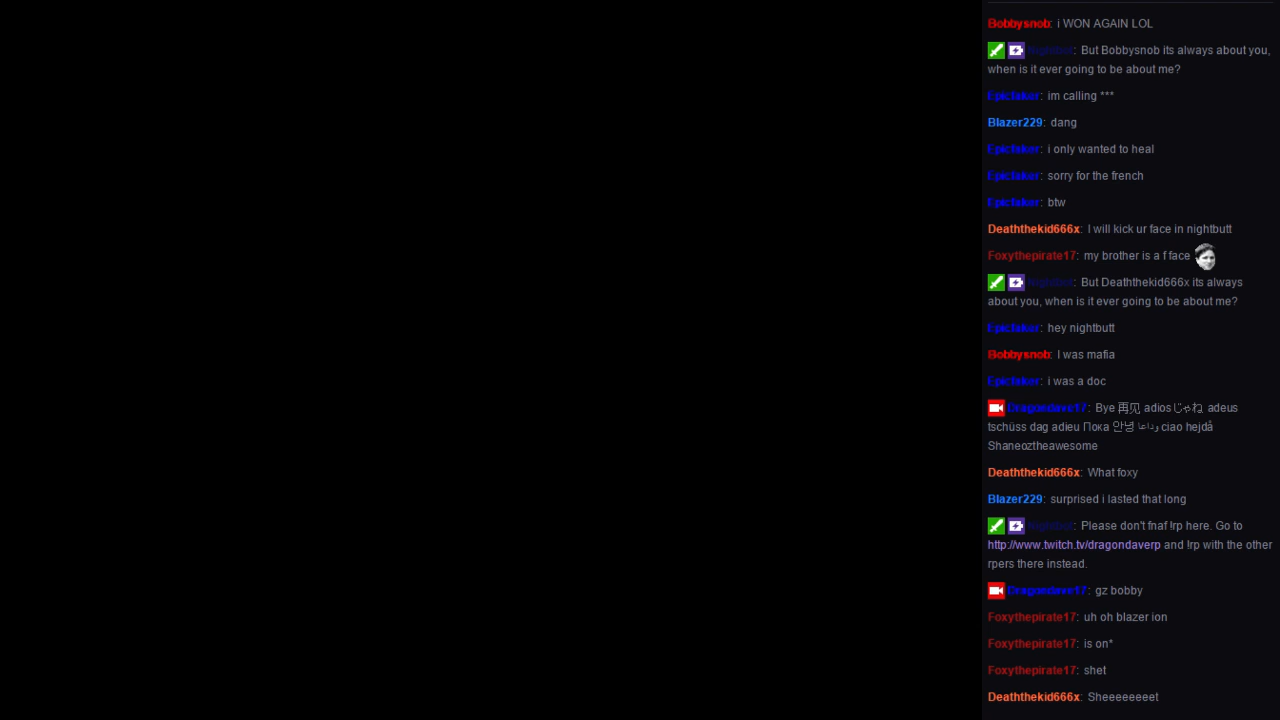 Bobbysnob: i WON AGAIN LOL
Nightbot: But Bobbysnob its always about you,
when is it ever going to be about me?
Epicfaker: im calling ***
Blazer229: dang
Epicfaker: i only wanted to heal
Epicfaker: sorry for the french
Epicfaker: btw
Deaththekid666x: I will kick ur face in nightbutt
Foxythepirate17: my brother is a f face
Nightbot: But Deaththekid666x its always
about you, when is it ever going to be about me?
Epicfaker: hey nightbutt
Bobbysnob: I was mafia
Epicfaker: i was a doc
Dragondave17: Bye 再见 adios じゃね adeus
tschüss dag adieu Пока 안녕 وداعا ciao hejdå
Shaneoztheawesome
Deaththekid666x: What foxy
Blazer229: surprised i lasted that long
Nightbot: Please don't fnaf !rp here. Go to
http://www.twitch.tv/dragondaverp and !rp with the other
rpers there instead.
Dragondave17: gz bobby
Foxythepirate17: uh oh blazer ion
Foxythepirate17: is on*
Foxythepirate17: shet
Deaththekid666x: Sheeeeeeeet